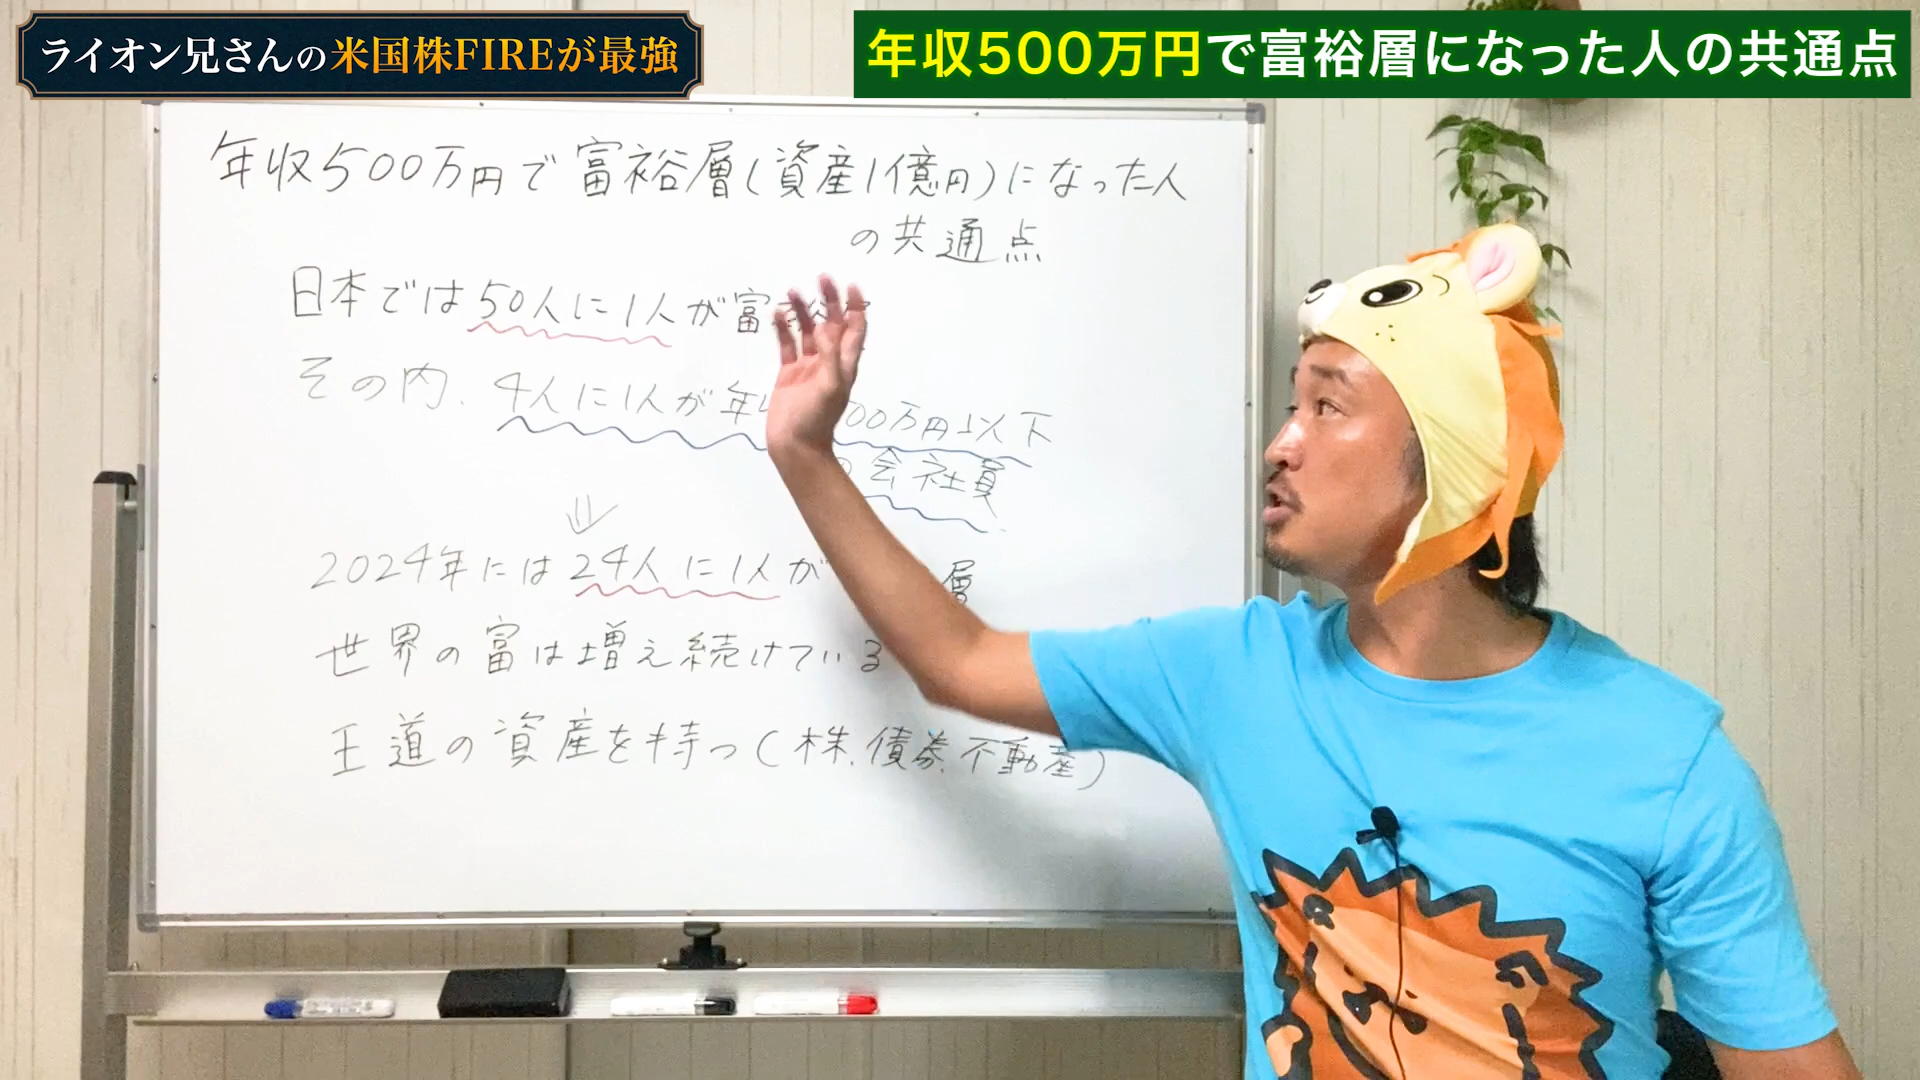 ライオン兄さんの米国株FIREが最強
年収500万円で富裕層になった人の共通点
年収500万円で富裕層(資産1億円)になった人
の共通点
日本では50人に1人が富裕
その内、4人に1人が年収 00万円以下
の会社員
2024年には24人に1人が 層
世界の富は増え続けている
王道の資産を持つ(株、債券、不動産)